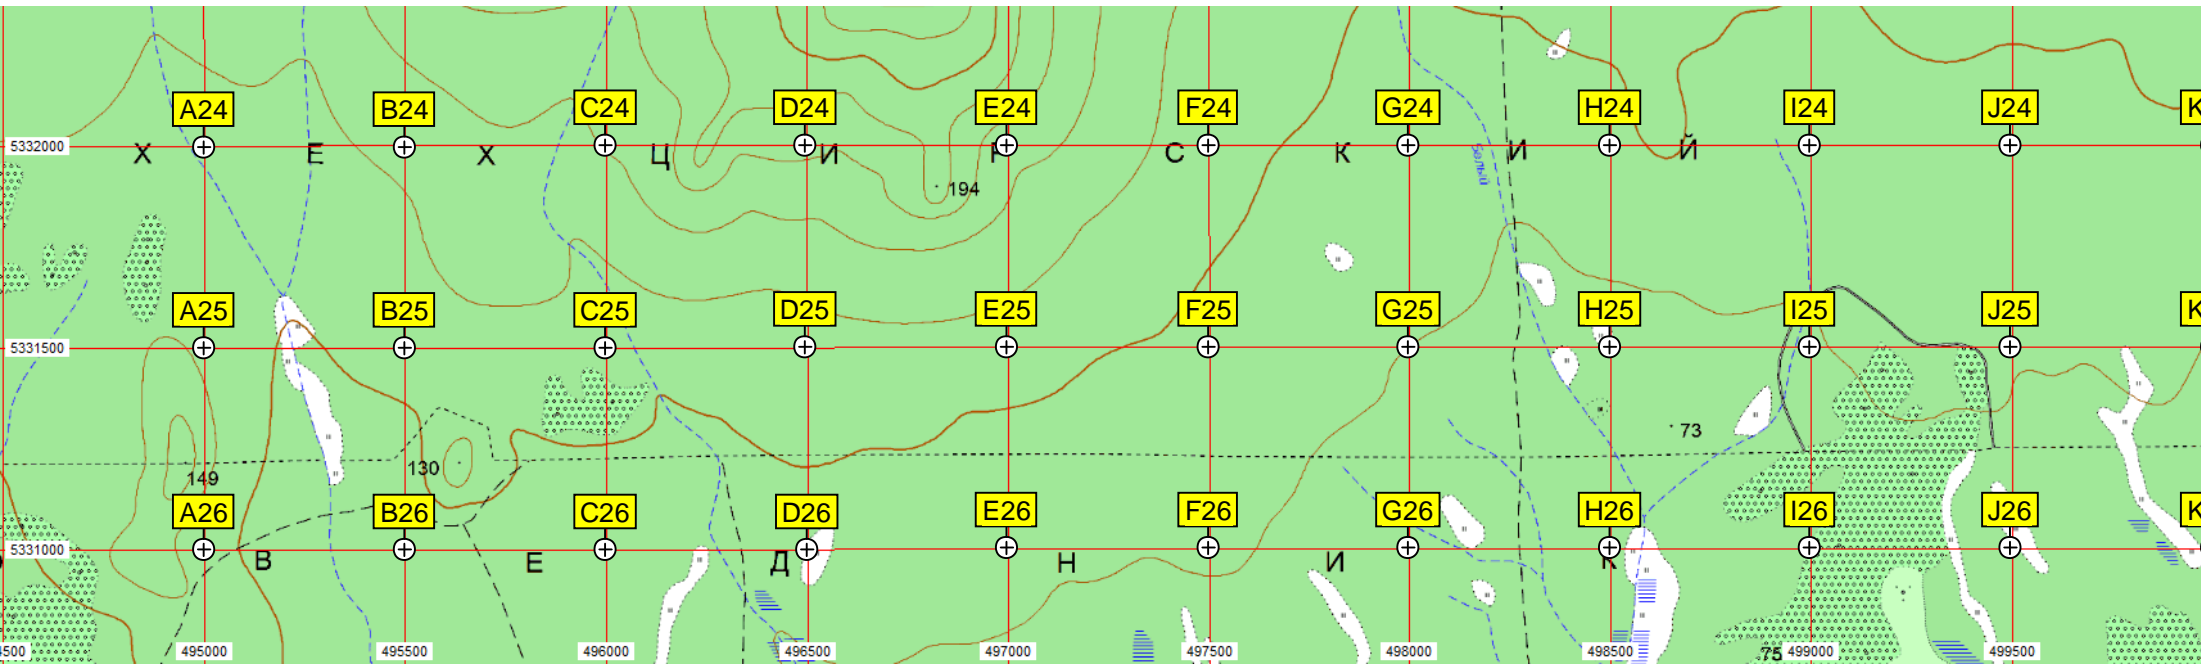 A24 B24 C24 D24 E24 F24 G24 H24 I24 J24 K
5332000 Х Е Х Ц И Р С К И Й
Белый
194
A25 B25 C25 D25 E25 F25 G25 H25 I25 J25 K
5331500
73
130
149
A26 B26 C26 D26 E26 F26 G26 H26 I26 J26 K
5331000
В Е Д Н И К
4500 495000 495500 496000 496500 497000 497500 498000 498500 499000 499500
75